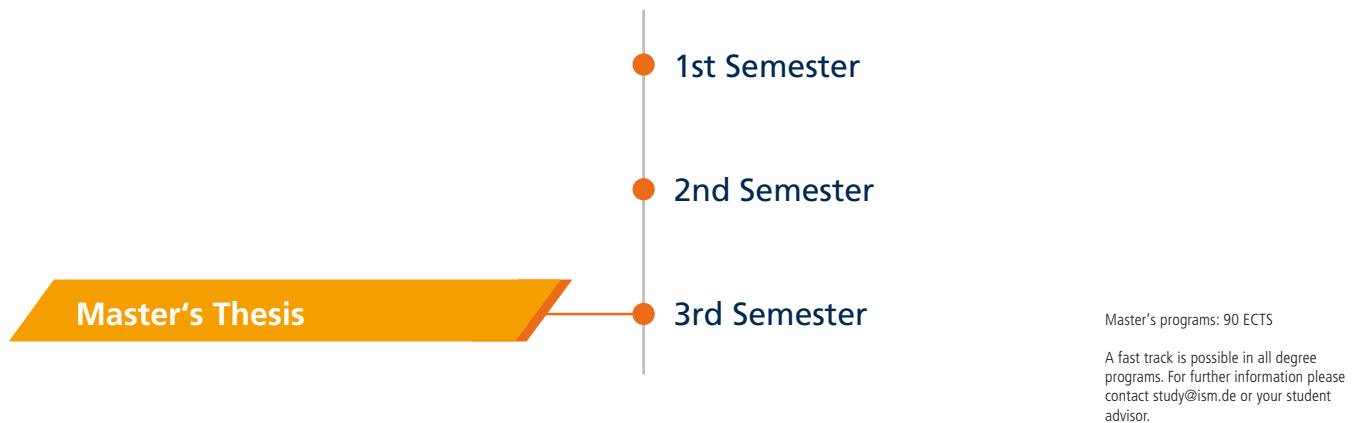 1st Semester
2nd Semester
Master‘s Thesis
3rd Semester
Master’s programs: 90 ECTS
A fast track is possible in all degree
programs. For further information please
contact study@ism.de or your student
advisor.